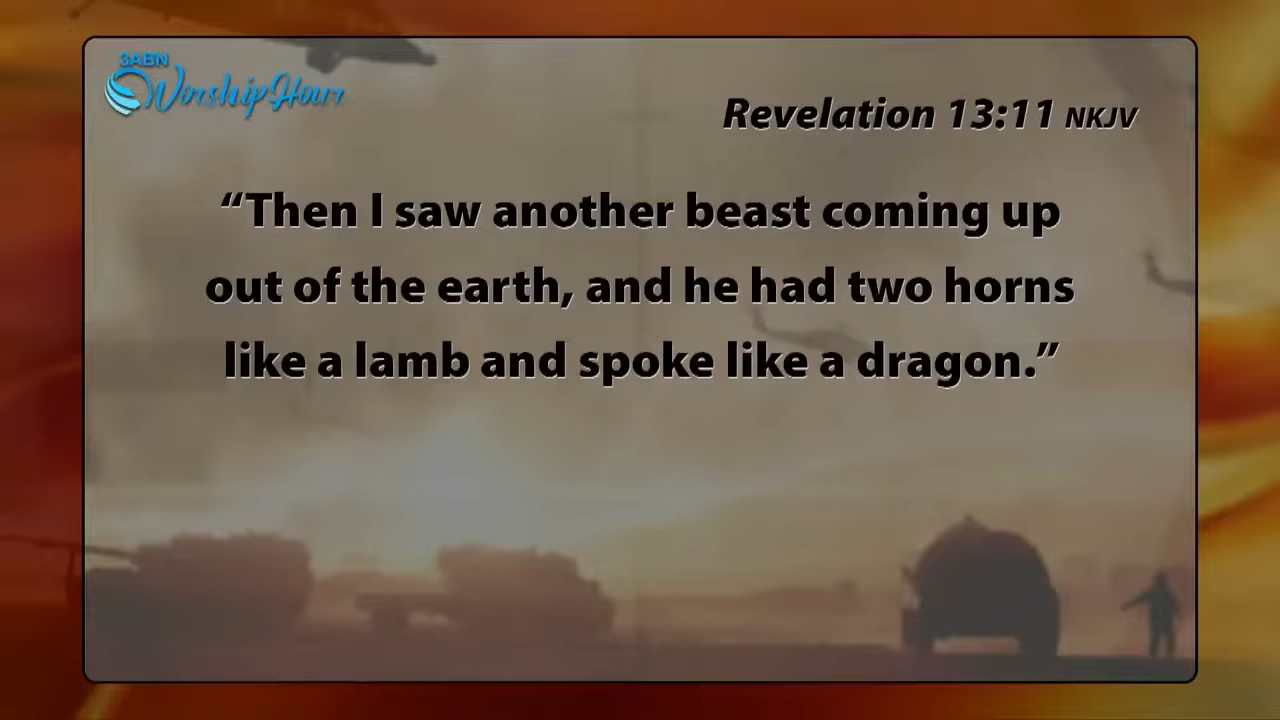 3ABN
Worship Hour
Revelation 13:11 NKJV
“Then I saw another beast coming up
out of the earth, and he had two horns
like a lamb and spoke like a dragon.”